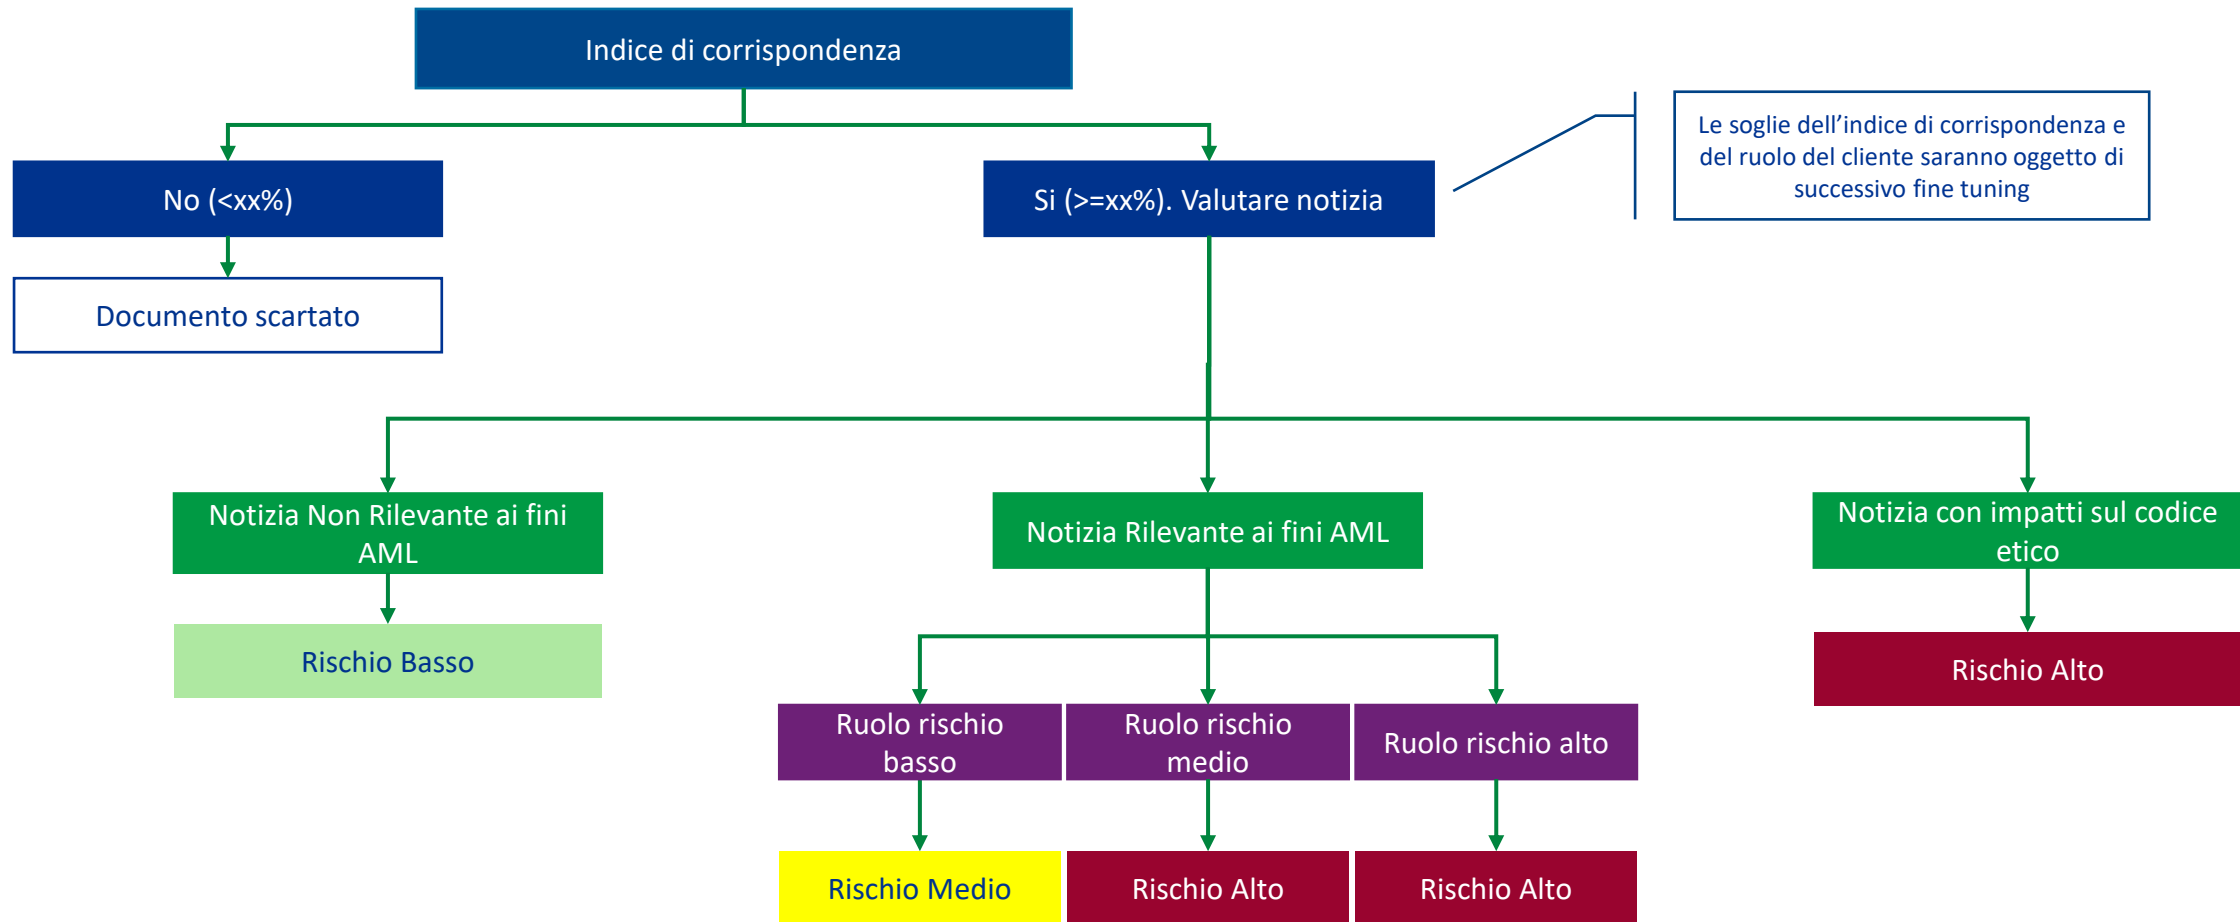 Indice di corrispondenza
Le soglie dell’indice di corrispondenza e
del ruolo del cliente saranno oggetto di
successivo fine tuning
No (<xx%)
Si (>=xx%). Valutare notizia
Documento scartato
Notizia Non Rilevante ai fini
AML
Notizia Rilevante ai fini AML
Notizia con impatti sul codice
etico
Rischio Basso
Rischio Alto
Ruolo rischio
basso
Ruolo rischio
medio
Ruolo rischio alto
Rischio Medio
Rischio Alto
Rischio Alto